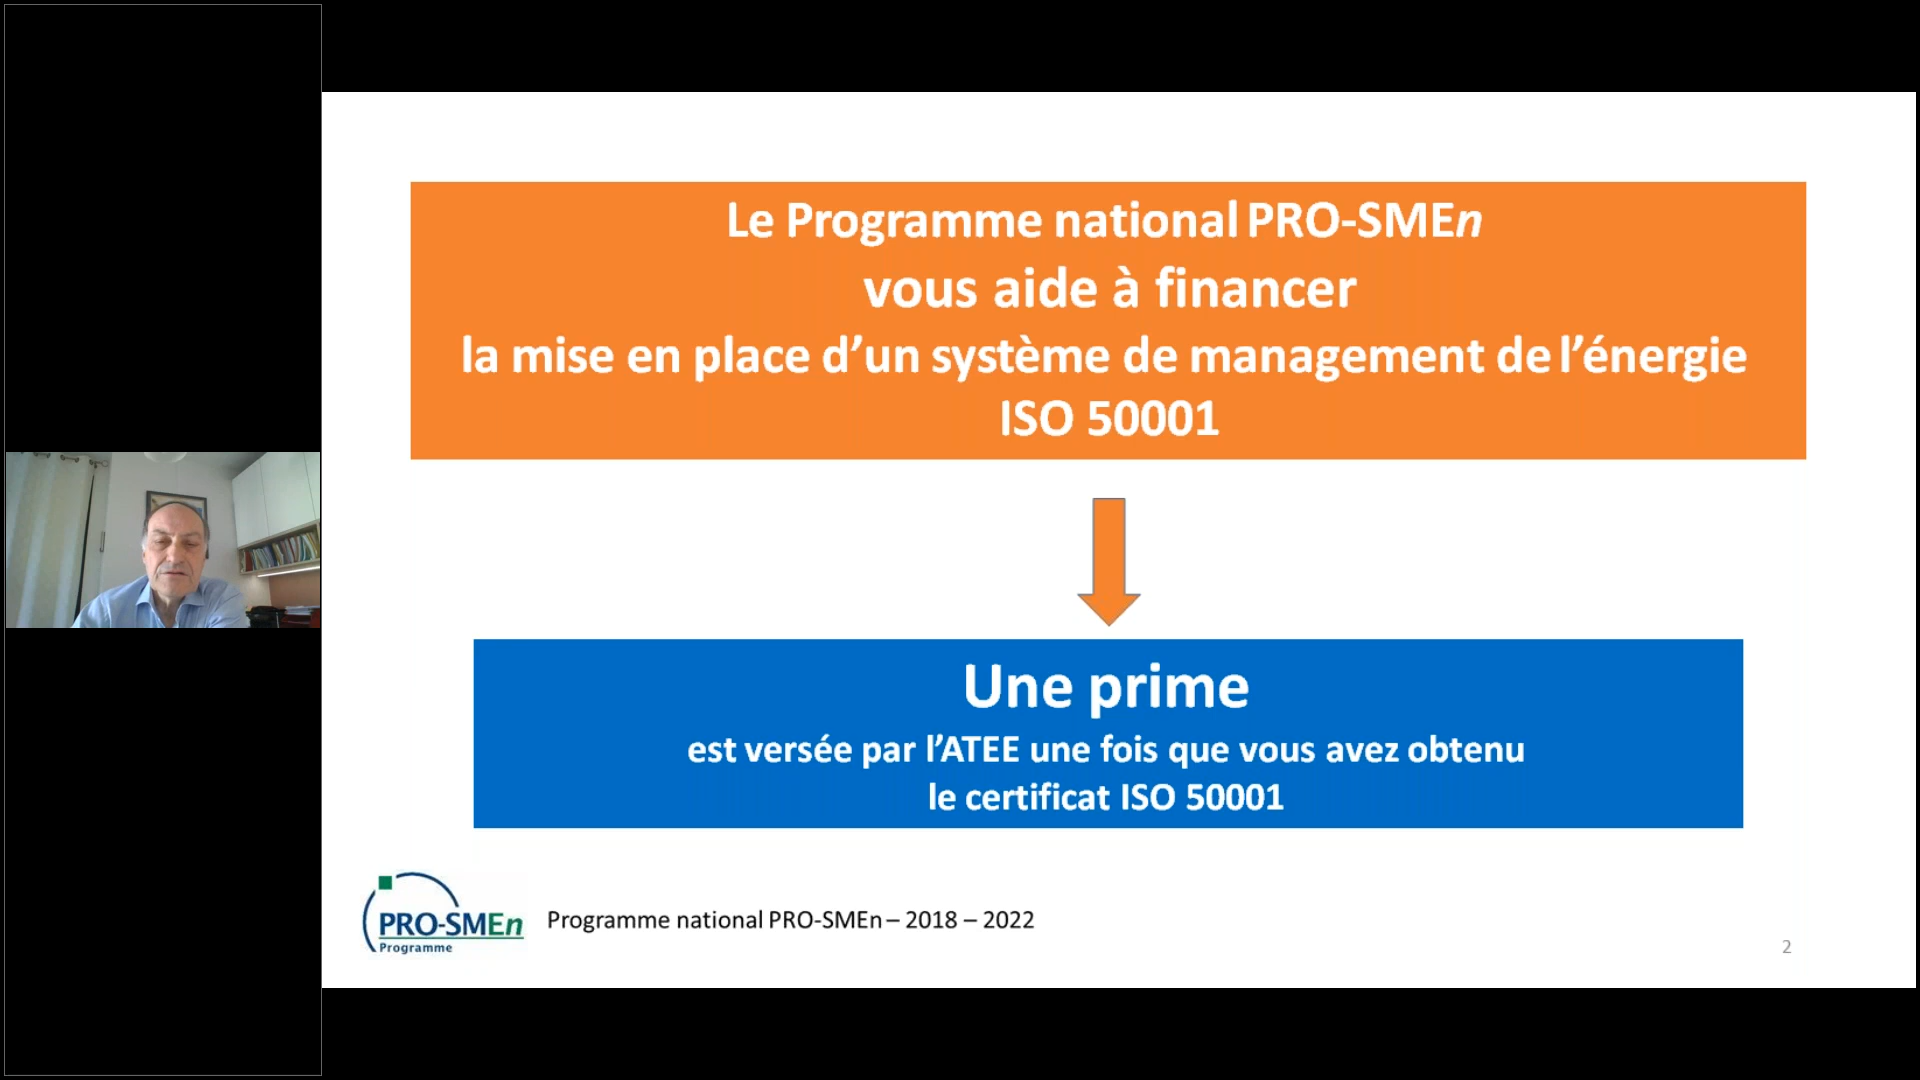 Le Programme national PRO-SMEn
vous aide à financer
la mise en place d’un système de management de l’énergie
ISO 50001
Une prime
est versée par l’ATEE une fois que vous avez obtenu
le certificat ISO 50001
PRO-SMEn
Programme
Programme national PRO-SMEn – 2018 – 2022
2